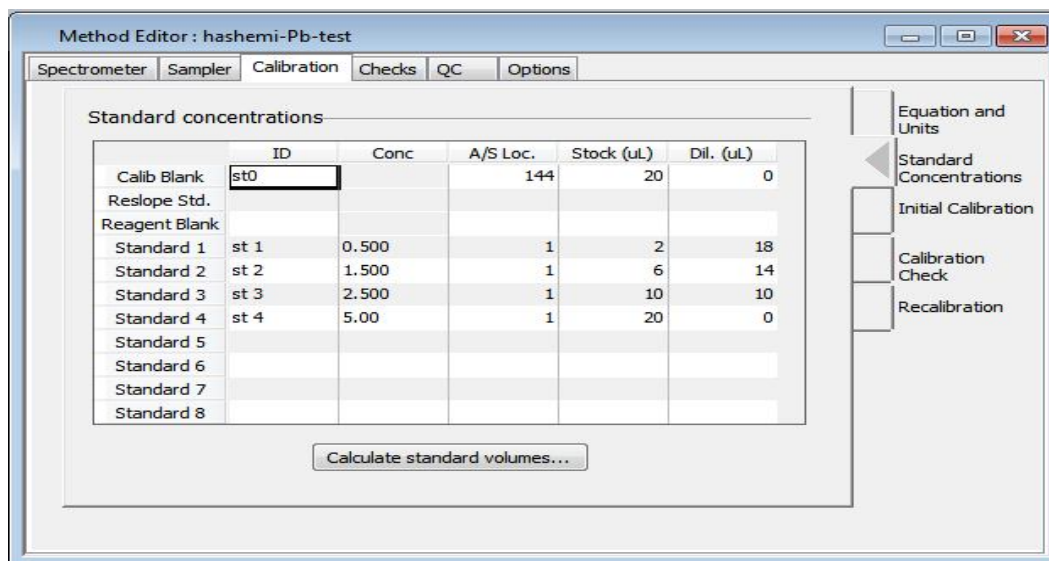 Method Editor : hashemi-Pb-test
Spectrometer Sampler Calibration Checks QC Options
Standard concentrations
ID Conc A/S Loc. Stock (uL) Dil. (uL)
Calib Blank st0 144 20 0
Reslope Std.
Reagent Blank
Standard 1 st 1 0.500 1 2 18
Standard 2 st 2 1.500 1 6 14
Standard 3 st 3 2.500 1 10 10
Standard 4 st 4 5.00 1 20 0
Standard 5
Standard 6
Standard 7
Standard 8
Calculate standard volumes...
Equation and
Units
Standard
Concentrations
Initial Calibration
Calibration
Check
Recalibration